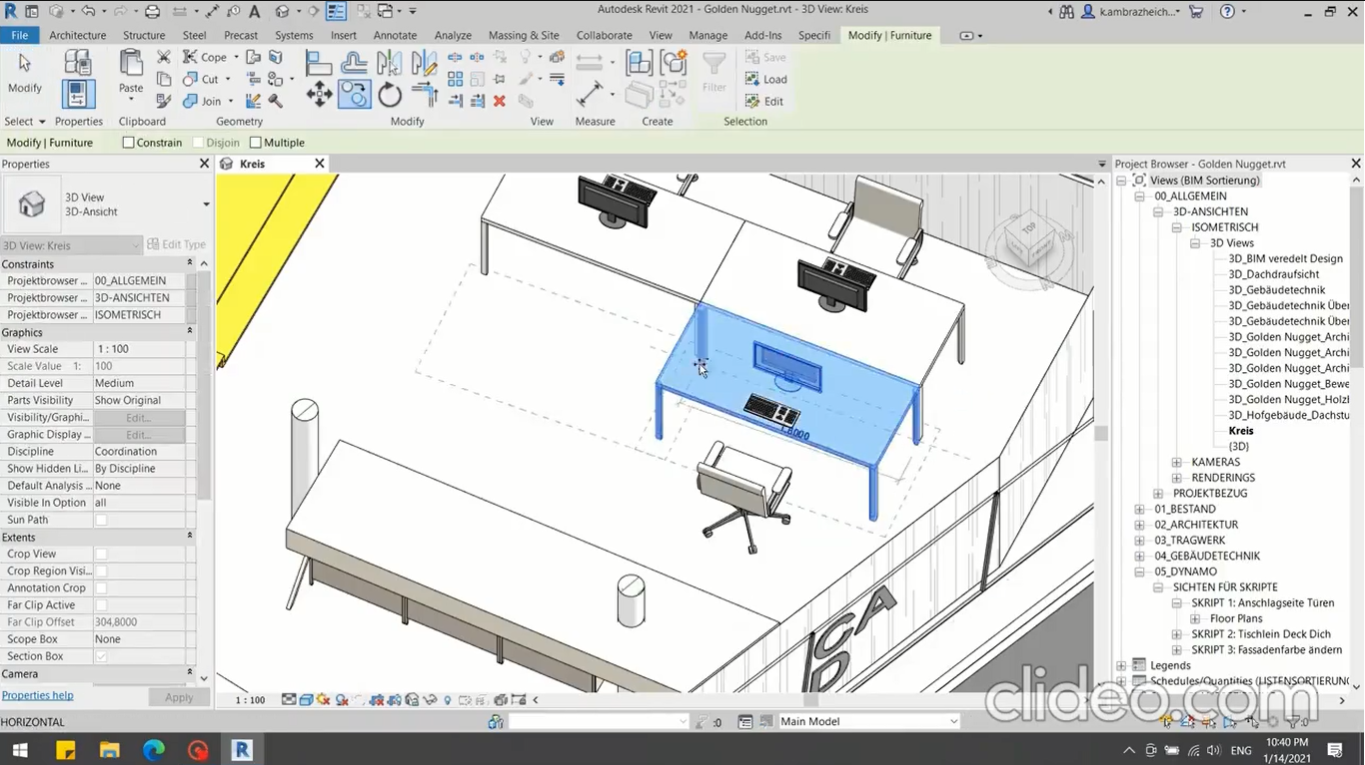 Autodesk Revit 2021 - Golden Nugget.rvt - 3D View: Kreis
k.ambrazheich...
File Architecture Structure Steel Precast Systems Insert Annotate Analyze Massing & Site Collaborate View Manage Add-Ins Specifi Modify | Furniture
Modify Paste Cope Cut Join Filter Save Load Edit
Select Properties Clipboard Geometry Modify View Measure Create Selection
Modify | Furniture Constrain Disjoin Multiple
Properties
3D View
3D-Ansicht
3D View: Kreis Edit Type
Constraints
Projektbrowser ... 00_ALLGEMEIN
Projektbrowser ... 3D-ANSICHTEN
Projektbrowser ... ISOMETRISCH
Graphics
View Scale 1 : 100
Scale Value 1: 100
Detail Level Medium
Parts Visibility Show Original
Visibility/Graphi... Edit...
Graphic Display ... Edit...
Discipline Coordination
Show Hidden Li... By Discipline
Default Analysis ... None
Visible In Option all
Sun Path
Extents
Crop View
Crop Region Visi...
Annotation Crop
Far Clip Active
Far Clip Offset 304,8000
Scope Box None
Section Box
Camera
Properties help Apply
Kreis
TOP
CA
D
Project Browser - Golden Nugget.rvt
Views (BIM Sortierung)
00_ALLGEMEIN
3D-ANSICHTEN
ISOMETRISCH
3D Views
3D_BIM veredelt Design
3D_Dachdraufsicht
3D_Gebäudetechnik
3D_Gebäudetechnik Über
3D_Gebäudetechnik Über
3D_Golden Nugget_Archi
3D_Golden Nugget_Archi
3D_Golden Nugget_Archi
3D_Golden Nugget_Bewe
3D_Golden Nugget_Holzk
3D_Hofgebäude_Dachstu
Kreis
(3D)
KAMERAS
RENDERINGS
PROJEKTBEZUG
01_BESTAND
02_ARCHITEKTUR
03_TRAGWERK
04_GEBÄUDETECHNIK
05_DYNAMO
SICHTEN FÜR SKRIPTE
SKRIPT 1: Anschlagseite Türen
Floor Plans
SKRIPT 2: Tischlein Deck Dich
SKRIPT 3: Fassadenfarbe ändern
Legends
Schedules/Quantities (LISTENSORTIERUNG
clideo.com
1 : 100
HORIZONTAL :0 Main Model :0
ENG
10:40 PM
1/14/2021